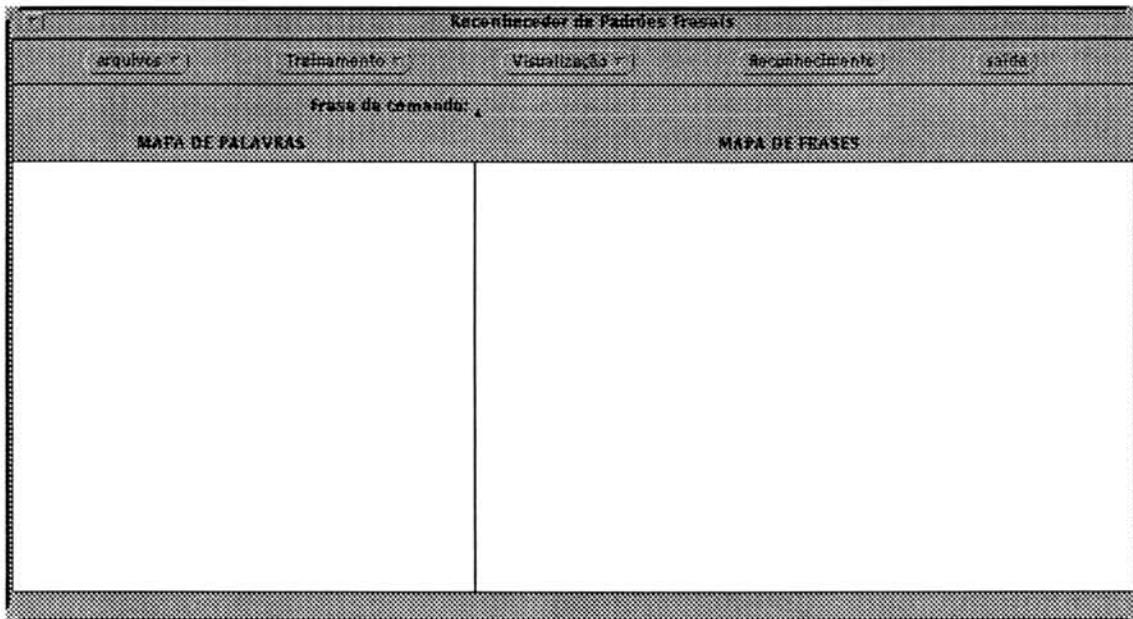 Reconhecedor de Padrões Frasais
arquivos Treinamento Visualização Reconhecimento saída
Frase de comando:
MAPA DE PALAVRAS MAPA DE FRASES